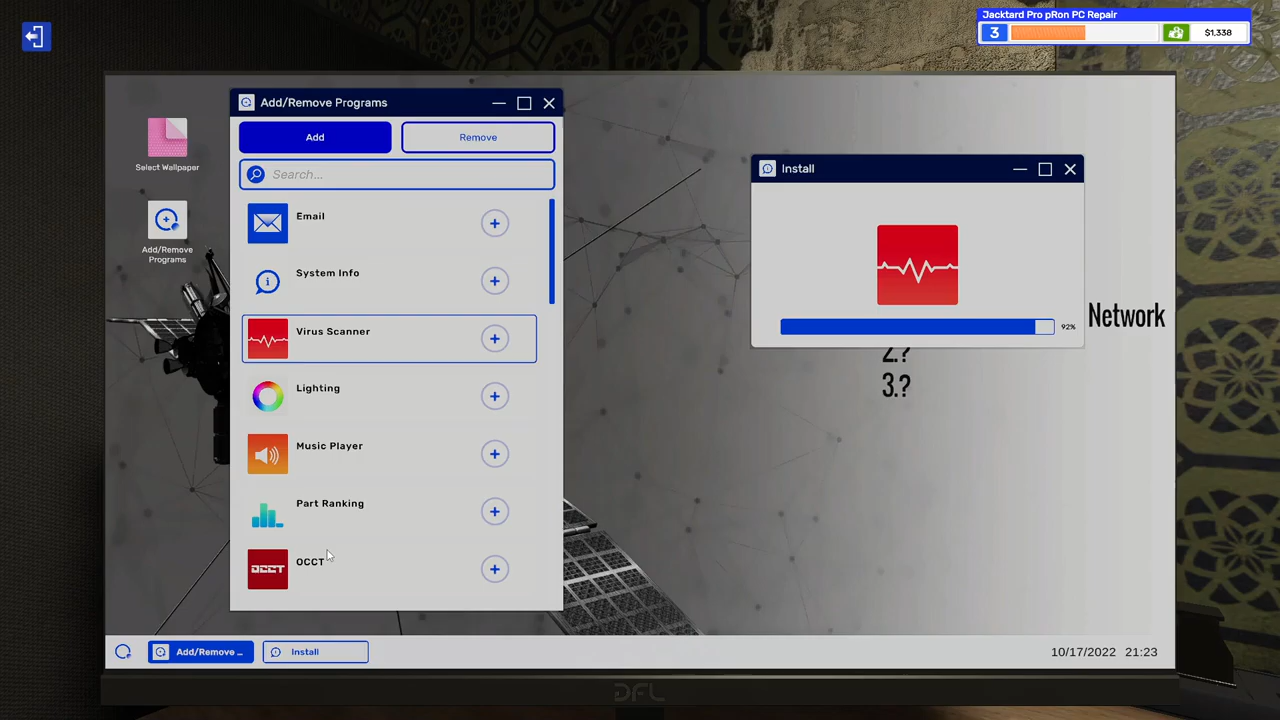 Jacktard Pro pRon PC Repair
3
$1,338
Select Wallpaper
Add/Remove
Programs
Add/Remove Programs
Add
Remove
Search...
Email
System Info
Virus Scanner
Lighting
Music Player
Part Ranking
OCCT
OCCT
Install
92%
Network
2.?
3.?
Add/Remove ...
Install
10/17/2022 21:23
DFL